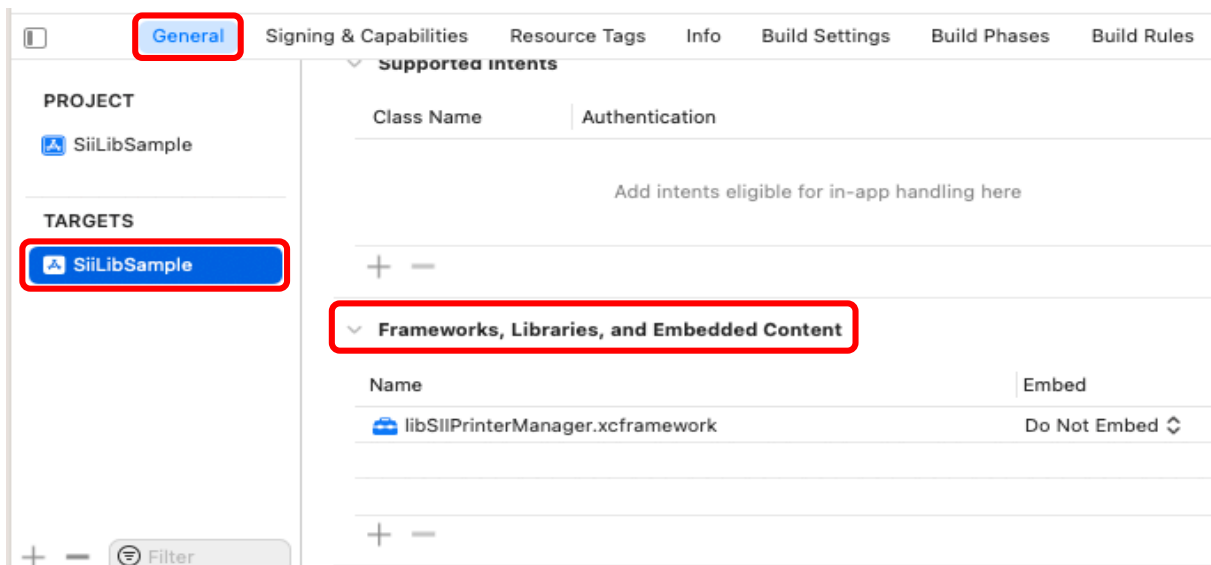 General Signing & Capabilities Resource Tags Info Build Settings Build Phases Build Rules
PROJECT
SiiLibSample
TARGETS
SiiLibSample
Filter
Supported Intents
Class Name Authentication
Add intents eligible for in-app handling here
Frameworks, Libraries, and Embedded Content
Name Embed
libSIIPrinterManager.xcframework Do Not Embed